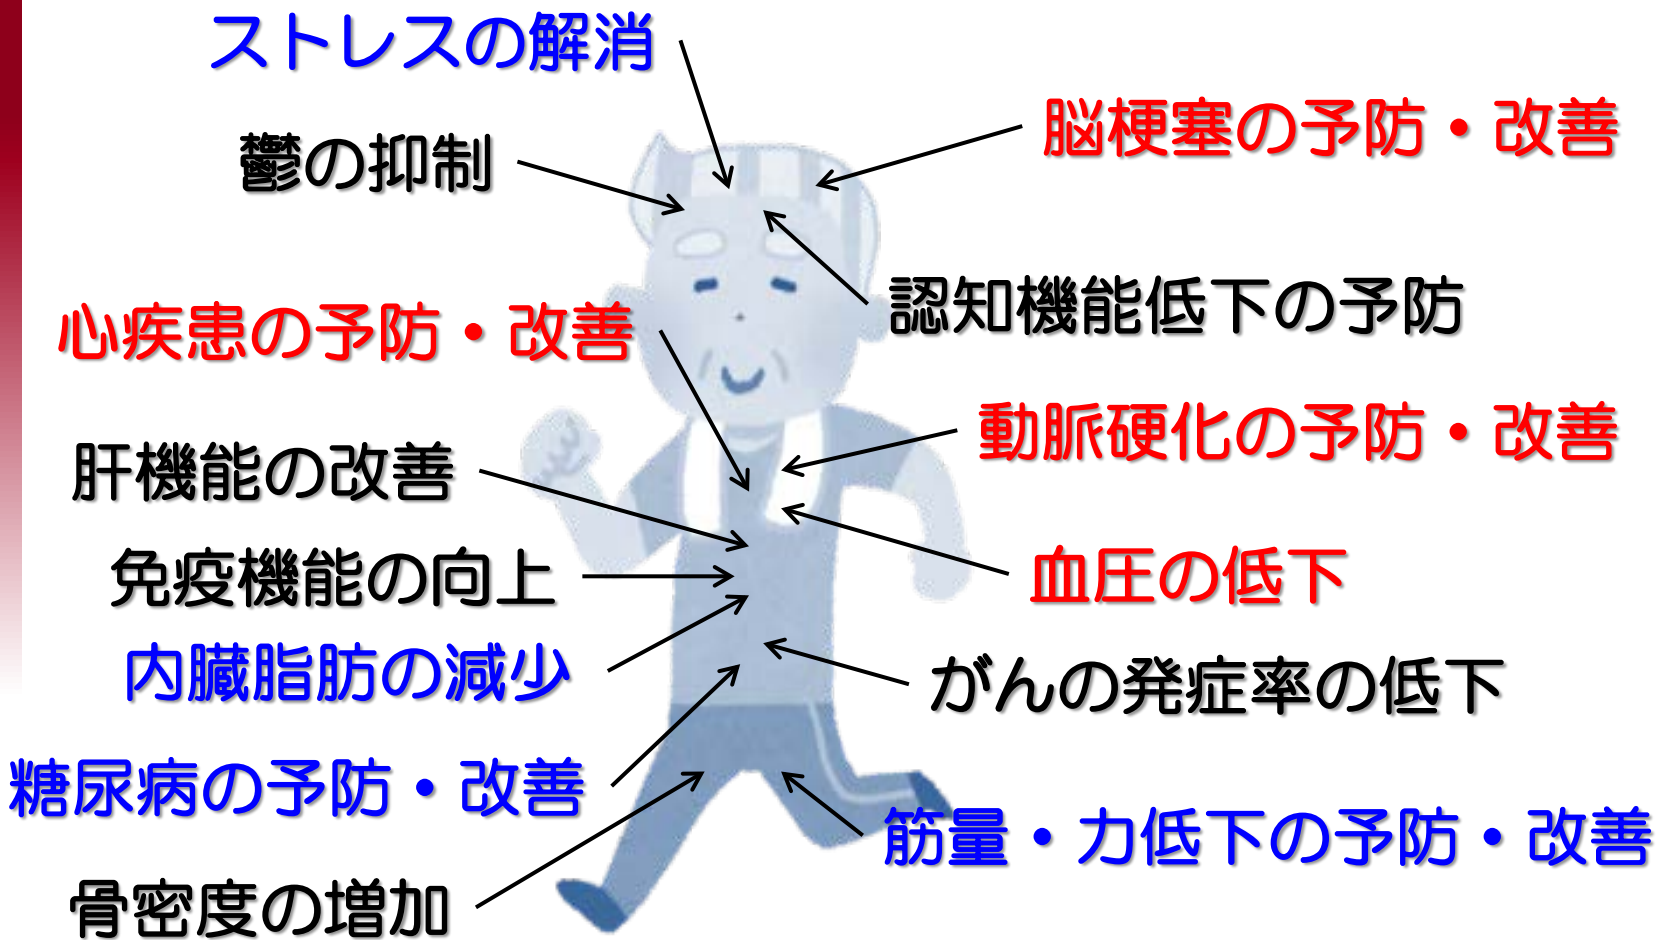 ストレスの解消
脳梗塞の予防・改善
鬱の抑制
認知機能低下の予防
心疾患の予防・改善
動脈硬化の予防・改善
肝機能の改善
免疫機能の向上
血圧の低下
内臓脂肪の減少
がんの発症率の低下
糖尿病の予防・改善
筋量・力低下の予防・改善
骨密度の増加